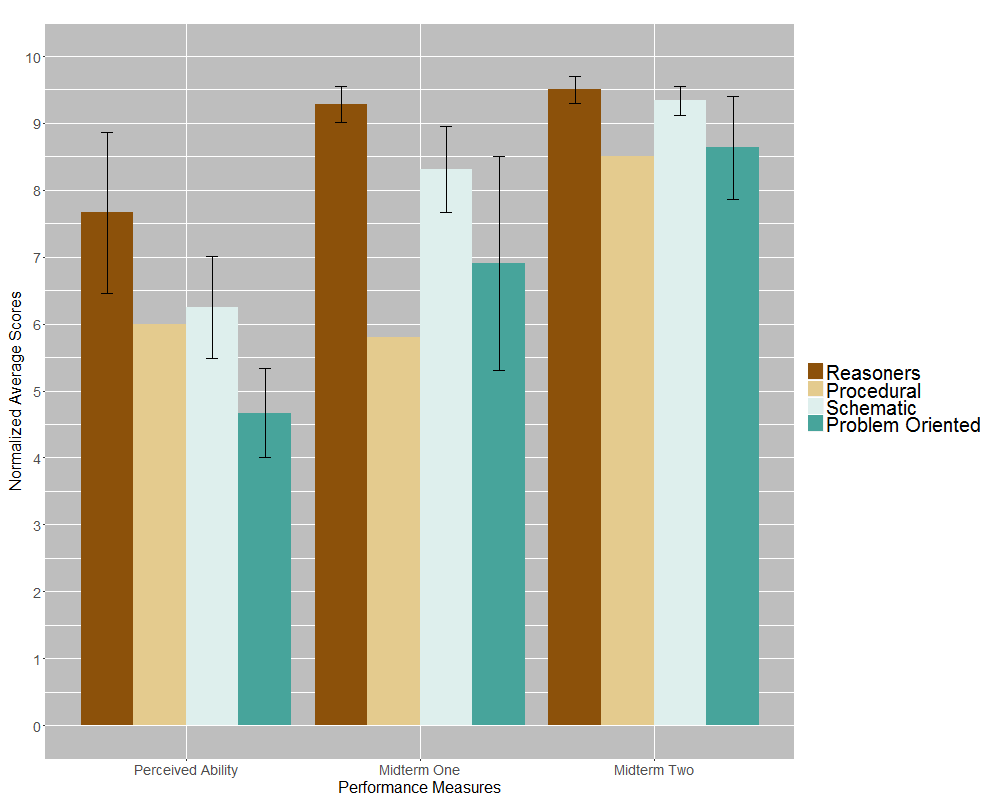 10
9
8
7
6
5
4
3
2
1
0
Normalized Average Scores
Perceived Ability
Midterm One
Midterm Two
Performance Measures
Reasoners
Procedural
Schematic
Problem Oriented